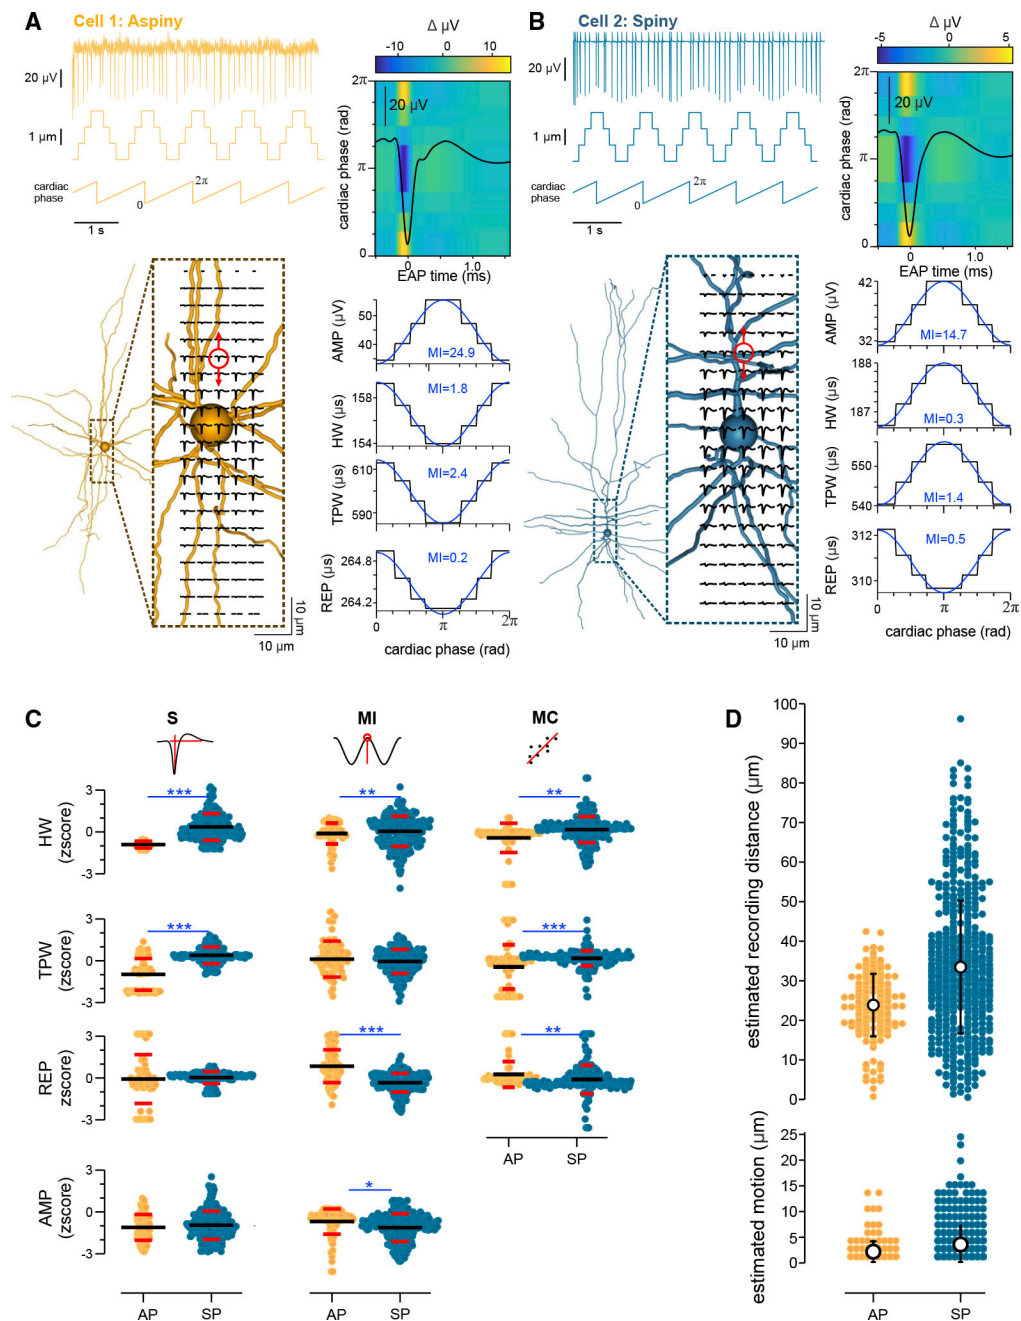 A
Cell 1: Aspiny
20 µV
1 µm
cardiac phase
2π
0
1 s
Δ µV
-10 0 10
20 µV
cardiac phase (rad)
2π
π
0
0 1.0
EAP time (ms)
10 µm
10 µm
AMP (µV)
50
40
MI=24.9
HW (µs)
158
154
MI=1.8
TPW (µs)
610
590
MI=2.4
REP (µs)
264.8
264.2
MI=0.2
0 π 2π
cardiac phase (rad)
B
Cell 2: Spiny
20 µV
1 µm
cardiac phase
2π
0
1 s
Δ µV
-5 0 5
20 µV
cardiac phase (rad)
2π
π
0
0 1.0
EAP time (ms)
10 µm
10 µm
AMP (µV)
42
32
MI=14.7
HW (µs)
188
187
MI=0.3
TPW (µs)
550
540
MI=1.4
REP (µs)
312
310
MI=0.5
0 π 2π
cardiac phase (rad)
C
S MI MC
HW (zscore)
3
0
-3
*** ** **
TPW (zscore)
3
0
-3
*** ***
REP zscore)
3
0
-3
*** **
AP SP
AMP (zscore)
3
0
-3
*
AP SP AP SP
D
estimated recording distance (µm)
100
90
80
70
60
50
40
30
20
10
0
estimated motion (µm)
25
20
15
10
5
0
AP SP